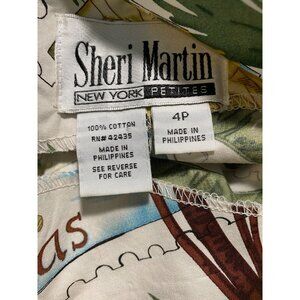 Sheri Martin
NEW YORK PETITES
100% COTTON
RN# 42435
MADE IN
PHILIPPINES
SEE REVERSE
FOR CARE
4P
MADE IN
PHILIPPINES
as